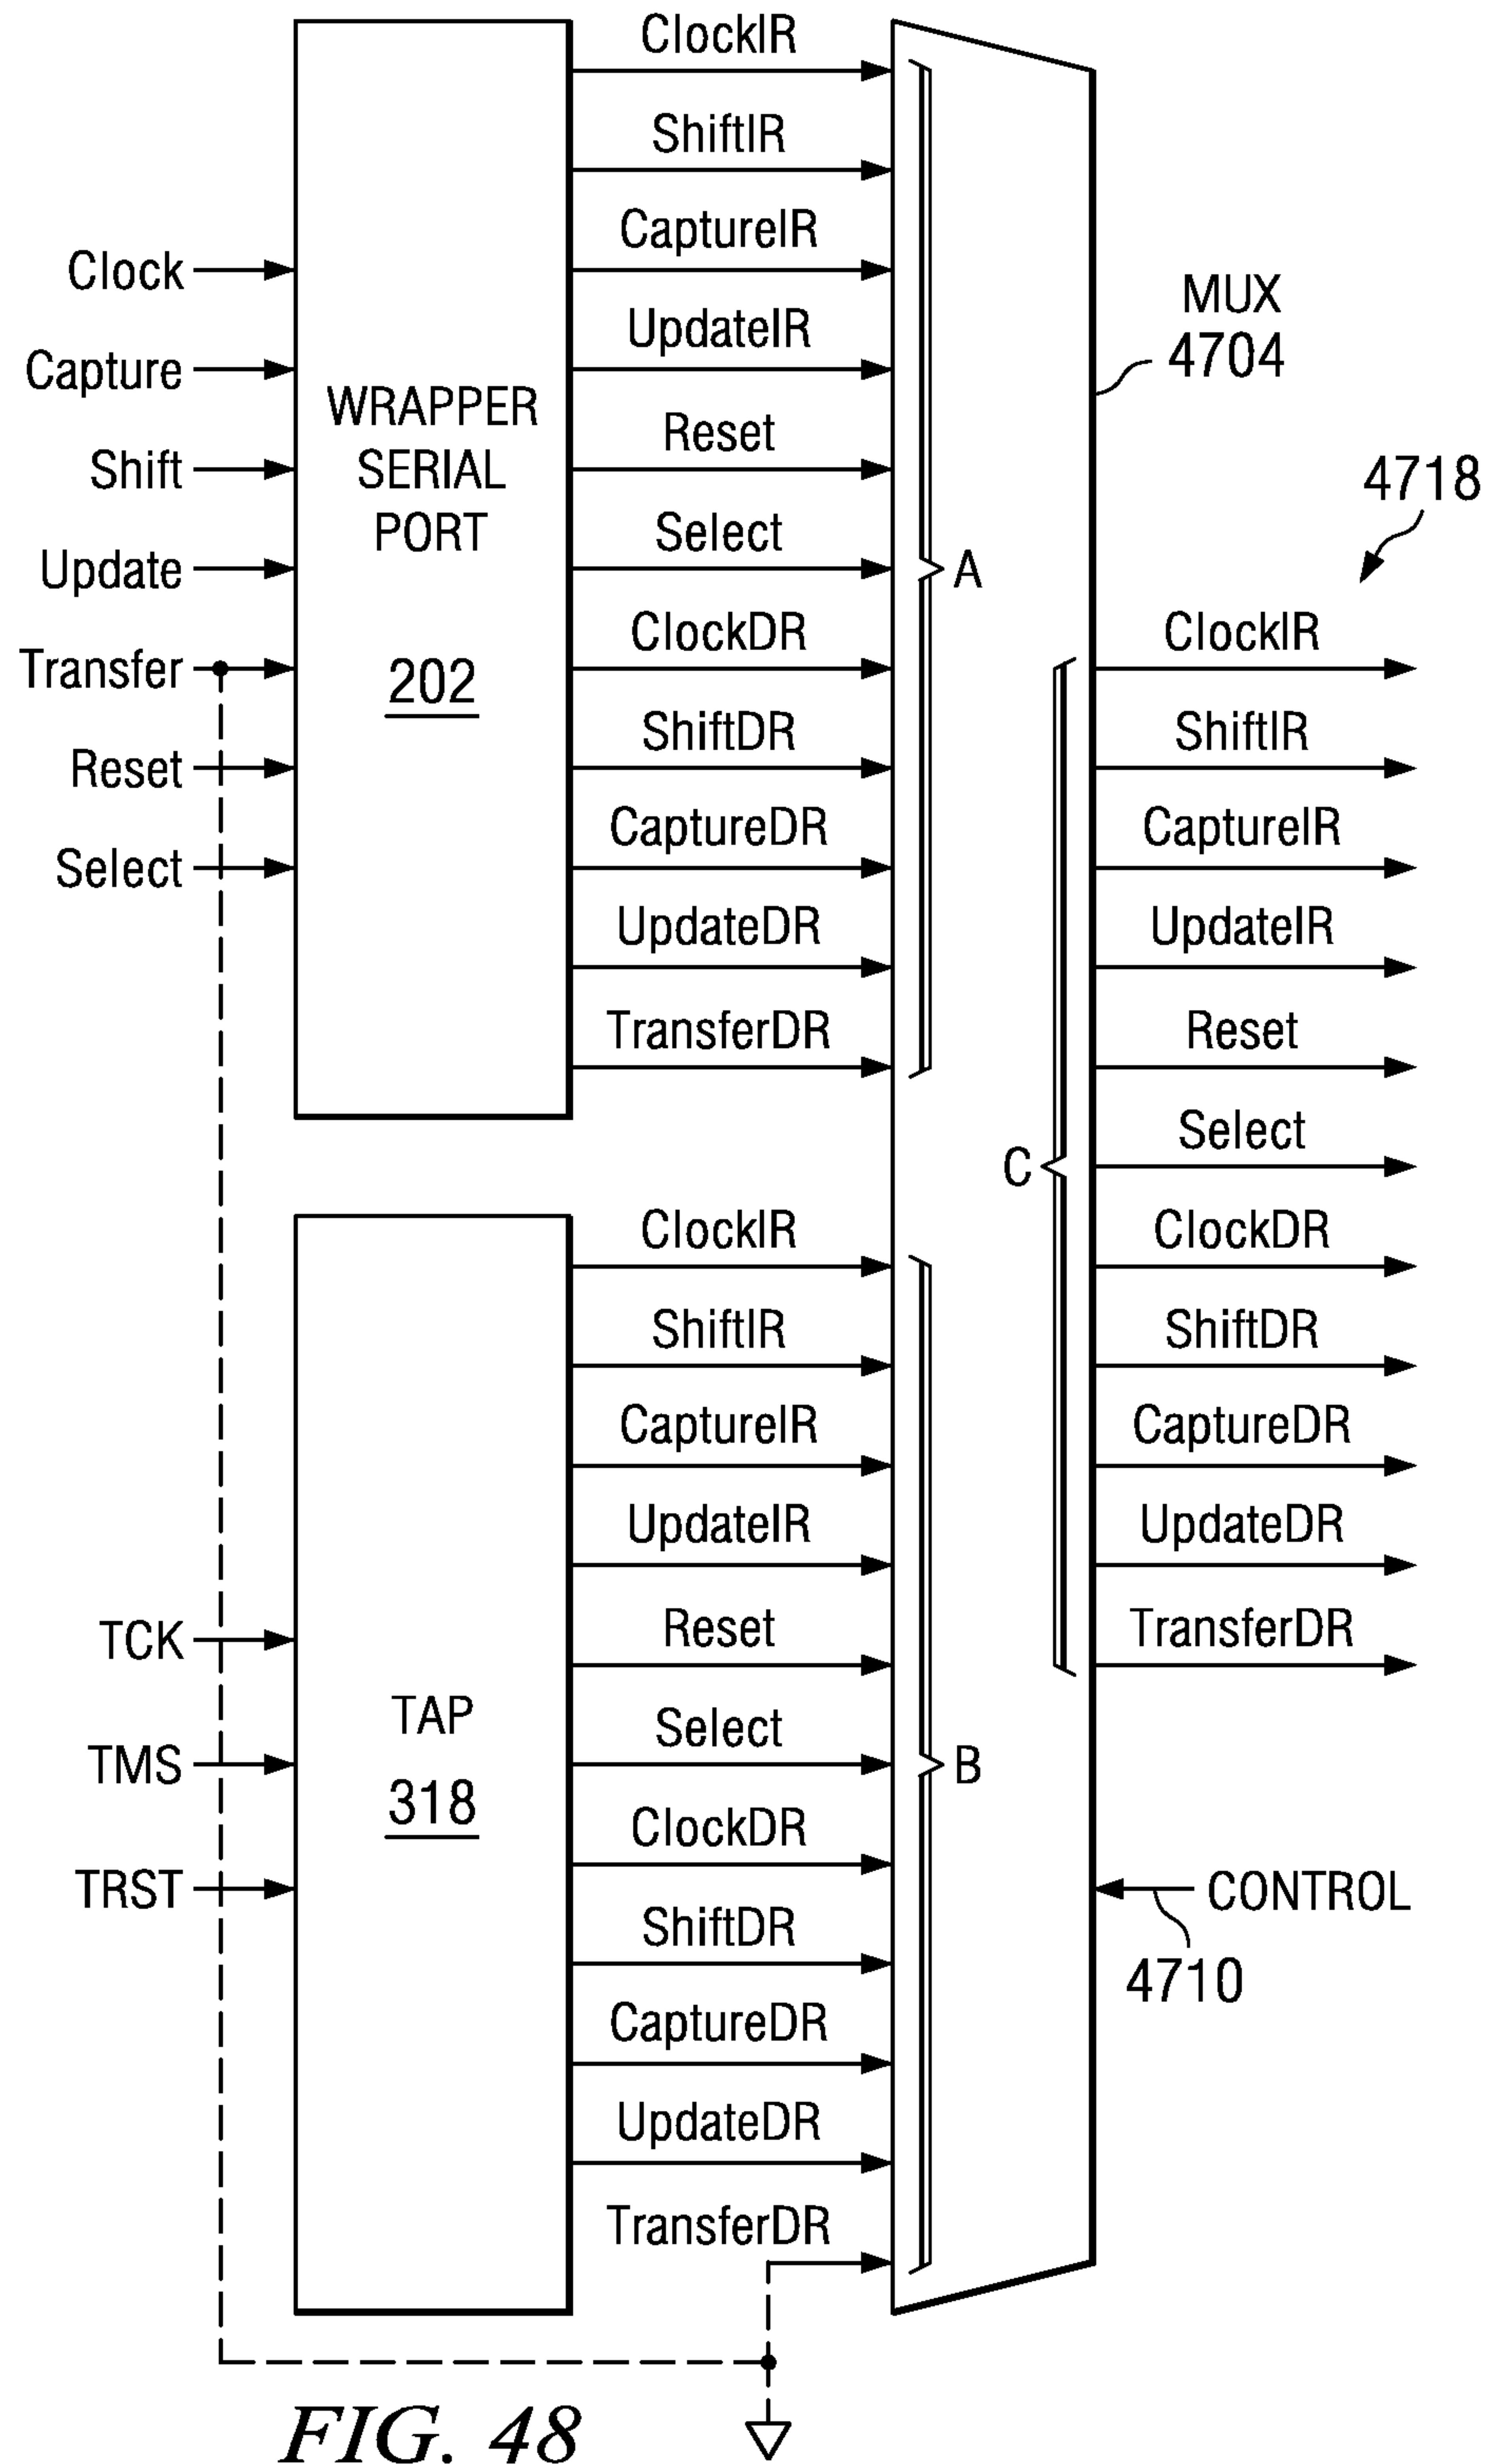 Clock
Capture
Shift
Update
Transfer
Reset
Select
WRAPPER
SERIAL
PORT
202
ClockIR
ShiftIR
CaptureIR
UpdateIR
Reset
Select
ClockDR
ShiftDR
CaptureDR
UpdateDR
TransferDR
A
TCK
TMS
TRST
TAP
318
ClockIR
ShiftIR
CaptureIR
UpdateIR
Reset
Select
ClockDR
ShiftDR
CaptureDR
UpdateDR
TransferDR
B
MUX
4704
4718
C
ClockIR
ShiftIR
CaptureIR
UpdateIR
Reset
Select
ClockDR
ShiftDR
CaptureDR
UpdateDR
TransferDR
CONTROL
4710
FIG. 48